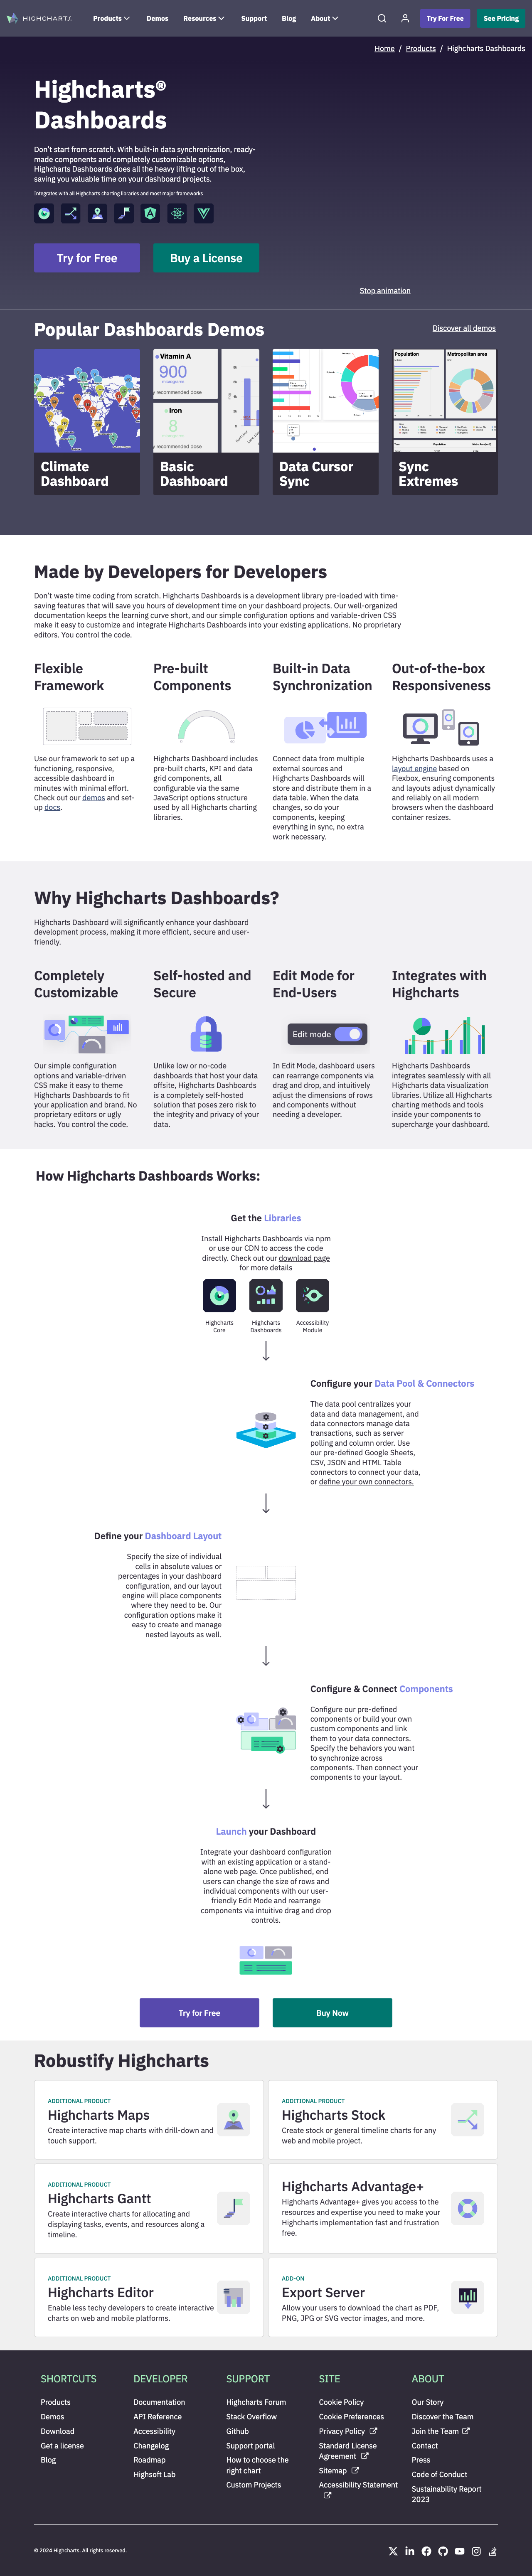 HIGHCHARTS
Products
Demos
Resources
Support
Blog
About
Try For Free
See Pricing
Home / Products / Highcharts Dashboards
Highcharts®
Dashboards
Don't start from scratch. With built-in data synchronization, ready-
made components and completely customizable options,
Highcharts Dashboards does all the heavy lifting out of the box,
saving you valuable time on your dashboard projects.
Integrates with all Highcharts charting libraries and most major frameworks
Try for Free
Buy a License
Stop animation
Popular Dashboards Demos
Discover all demos
Vitamin A
900
micrograms
recommended dose
Iron
8
recommended dose
Population
Metropolitan area
Climate
Dashboard
Basic
Dashboard
Data Cursor
Sync
Sync
Extremes
Made by Developers for Developers
Don't waste time coding from scratch. Highcharts Dashboards is a development library pre-loaded with time-
saving features that will save you hours of development time on your dashboard projects. Our well-organized
documentation keeps the learning curve short, and our simple configuration options and variable-driven CSS
make it easy to customize and integrate Highcharts Dashboards into your existing applications. No proprietary
editors. You control the code.
Flexible
Framework
Use our framework to set up a
functioning, responsive,
accessible dashboard in
minutes with minimal effort.
Check out our demos and set-
up docs.
Pre-built
Components
Highcharts Dashboard includes
pre-built charts, KPI and data
grid components, all
configurable via the same
JavaScript options structure
used by all Highcharts charting
libraries.
Built-in Data
Synchronization
Connect data from multiple
external sources and
Highcharts Dashboards will
store and distribute them in a
data table. When the data
changes, so do your
components, keeping
everything in sync, no extra
work necessary.
Out-of-the-box
Responsiveness
Highcharts Dashboards uses a
layout engine based on
Flexbox, ensuring components
and layouts adjust dynamically
and reliably on all modern
browsers when the dashboard
container resizes.
Why Highcharts Dashboards?
Highcharts Dashboard will significantly enhance your dashboard
development process, making it more efficient, secure and user-
friendly.
Completely
Customizable
Our simple configuration
options and variable-driven
CSS make it easy to theme
Highcharts Dashboards to fit
your application and brand. No
proprietary editors or ugly
hacks. You control the code.
Self-hosted and
Secure
Unlike low or no-code
dashboards that host your data
offsite, Highcharts Dashboards
is a completely self-hosted
solution that poses zero risk to
the integrity and privacy of your
data.
Edit Mode for
End-Users
Edit mode
In Edit Mode, dashboard users
can rearrange components via
drag and drop, and intuitively
adjust the dimensions of rows
and components without
needing a developer.
Integrates with
Highcharts
Highcharts Dashboards
integrates seamlessly with all
Highcharts data visualization
libraries. Utilize all Highcharts
charting methods and tools
inside your components to
supercharge your dashboard.
How Highcharts Dashboards Works:
Get the Libraries
Install Highcharts Dashboards via npm
or use our CDN to access the code
directly. Check out our download page
for more details
Highcharts
Core
Highcharts
Dashboards
Accessibility
Module
Configure your Data Pool & Connectors
The data pool centralizes your
data and data management, and
data connectors manage data
transactions, such as server
polling and column order. Use
our pre-defined Google Sheets,
CSV, JSON and HTML Table
connectors to connect your data,
or define your own connectors.
Define your Dashboard Layout
Specify the size of individual
cells in absolute values or
percentages in your dashboard
configuration, and our layout
engine will place components
where they need to be. Our
configuration options make it
easy to create and manage
nested layouts as well.
Configure & Connect Components
Configure our pre-defined
components or build your own
custom components and link
them to your data connectors.
Specify the behaviors you want
to synchronize across
components. Then connect your
components to your layout.
Launch your Dashboard
Integrate your dashboard configuration
with an existing application or a stand-
alone web page. Once published, end
users can change the size of rows and
individual components with our user-
friendly Edit Mode and rearrange
components via intuitive drag and drop
controls.
Try for Free
Buy Now
Robustify Highcharts
ADDITIONAL PRODUCT
Highcharts Maps
Create interactive map charts with drill-down and
touch support.
ADDITIONAL PRODUCT
Highcharts Stock
Create stock or general timeline charts for any
web and mobile project.
ADDITIONAL PRODUCT
Highcharts Gantt
Create interactive charts for allocating and
displaying tasks, events, and resources along a
timeline.
Highcharts Advantage+
Highcharts Advantage+ gives you access to the
resources and expertise you need to make your
Highcharts implementation fast and frustration
free.
ADDITIONAL PRODUCT
Highcharts Editor
Enable less techy developers to create interactive
charts on web and mobile platforms.
ADD-ON
Export Server
Allow your users to download the chart as PDF,
PNG, JPG or SVG vector images, and more.
SHORTCUTS
Products
Demos
Download
Get a license
Blog
DEVELOPER
Documentation
API Reference
Accessibility
Changelog
Roadmap
Highsoft Lab
SUPPORT
Highcharts Forum
Stack Overflow
Github
Support portal
How to choose the
right chart
Custom Projects
SITE
Cookie Policy
Cookie Preferences
Privacy Policy
Standard License
Agreement
Sitemap
Accessibility Statement
ABOUT
Our Story
Discover the Team
Join the Team
Contact
Press
Code of Conduct
Sustainability Report
2023
© 2024 Highcharts. All rights reserved.